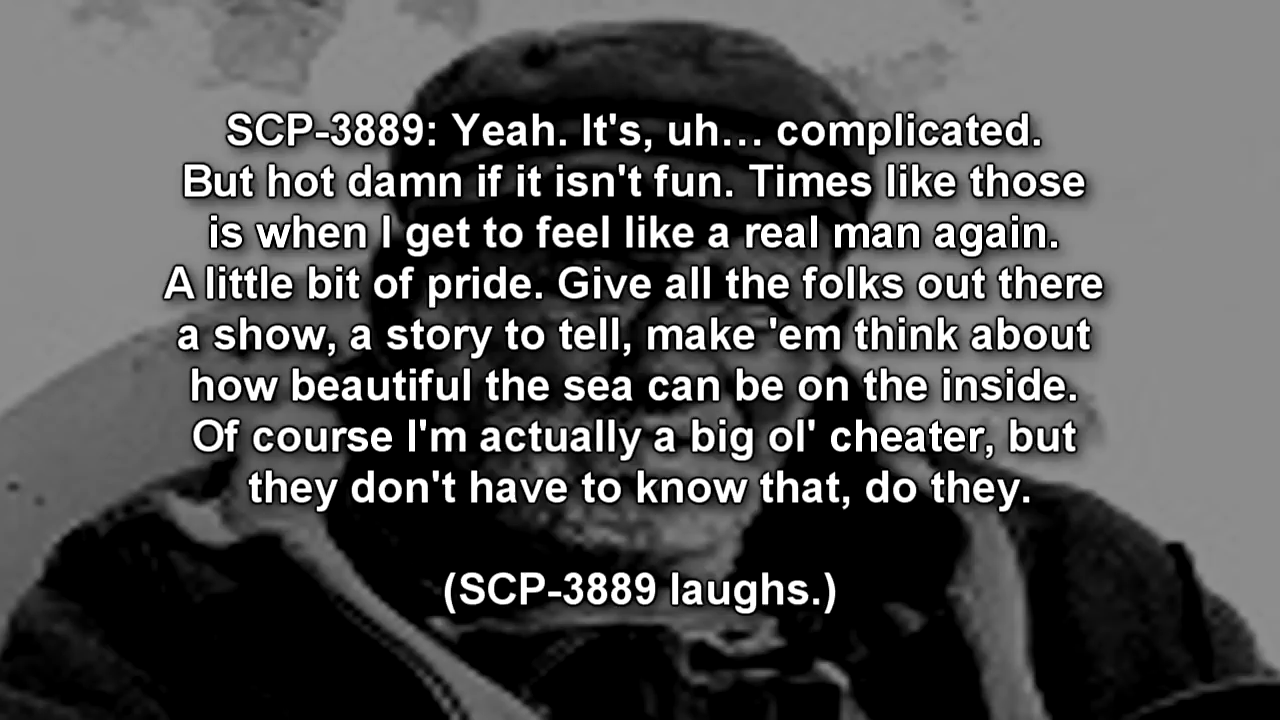 SCP-3889: Yeah. It's, uh… complicated.
But hot damn if it isn't fun. Times like those
is when I get to feel like a real man again.
A little bit of pride. Give all the folks out there
a show, a story to tell, make 'em think about
how beautiful the sea can be on the inside.
Of course I'm actually a big ol' cheater, but
they don't have to know that, do they.
(SCP-3889 laughs.)